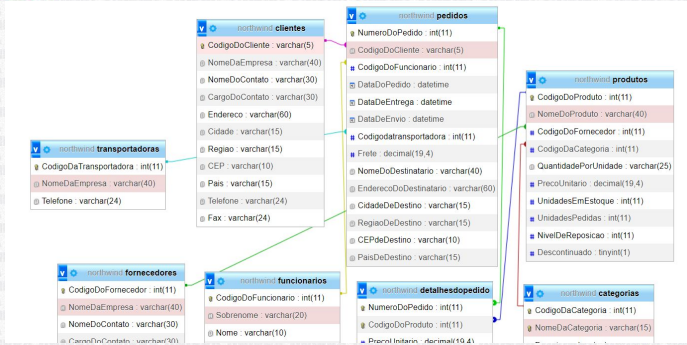 northwind transportadoras
CodigoDaTransportadora : int(11)
NomeDaEmpresa : varchar(40)
Telefone : varchar(24)
northwind clientes
CodigoDoCliente : varchar(5)
NomeDaEmpresa : varchar(40)
NomeDoContato : varchar(30)
CargoDoContato : varchar(30)
Endereco : varchar(60)
Cidade : varchar(15)
Regiao : varchar(15)
CEP : varchar(10)
Pais : varchar(15)
Telefone : varchar(24)
Fax : varchar(24)
northwind pedidos
NumeroDoPedido : int(11)
CodigoDoCliente : varchar(5)
CodigoDoFuncionario : int(11)
DataDoPedido : datetime
DataDeEntrega : datetime
DataDeEnvio : datetime
Codigodatransportadora : int(11)
Frete : decimal(19,4)
NomeDoDestinatario : varchar(40)
EnderecoDoDestinatario : varchar(60)
CidadeDeDestino : varchar(15)
RegiaoDeDestino : varchar(15)
CEPdeDestino : varchar(10)
PaisDeDestino : varchar(15)
northwind produtos
CodigoDoProduto : int(11)
NomeDoProduto : varchar(40)
CodigoDoFornecedor : int(11)
CodigoDaCategoria : int(11)
QuantidadePorUnidade : varchar(25)
PrecoUnitario : decimal(19,4)
UnidadesEmEstoque : int(11)
UnidadesPedidas : int(11)
NivelDeReposicao : int(11)
Descontinuado : tinyint(1)
northwind fornecedores
CodigoDoFornecedor : int(11)
NomeDaEmpresa : varchar(40)
NomeDoContato : varchar(30)
CargoDoContato : varchar(30)
northwind funcionarios
CodigoDoFuncionario : int(11)
Sobrenome : varchar(20)
Nome : varchar(10)
northwind detalhesdopedido
NumeroDoPedido : int(11)
CodigoDoProduto : int(11)
PrecoUnitario : decimal(19,4)
northwind categorias
CodigoDaCategoria : int(11)
NomeDaCategoria : varchar(15)